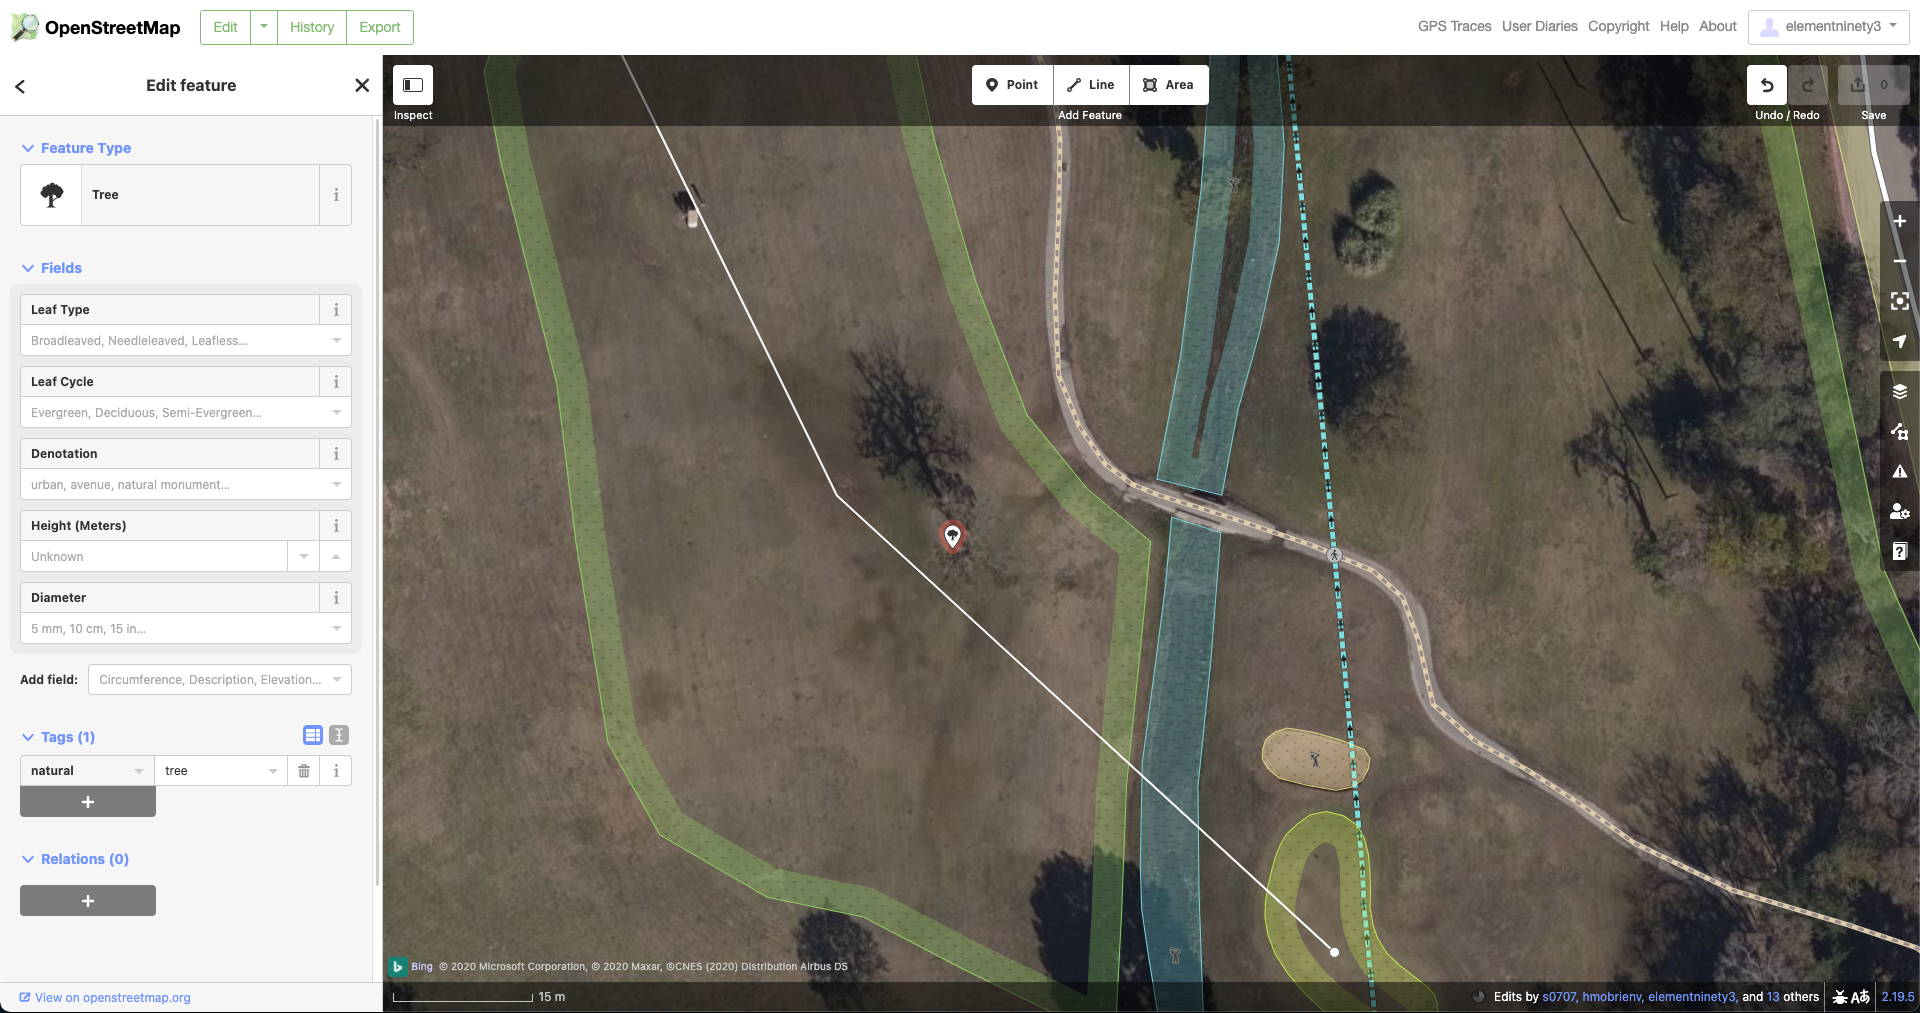 OpenStreetMap
Edit
History
Export
GPS Traces
User Diaries
Copyright
Help
About
elementninety3
Edit feature
Inspect
Point
Line
Area
Add Feature
Undo / Redo
0
Save
Feature Type
Tree
Fields
Leaf Type
Broadleaved, Needleleaved, Leafless...
Leaf Cycle
Evergreen, Deciduous, Semi-Evergreen...
Denotation
urban, avenue, natural monument...
Height (Meters)
Unknown
Diameter
5 mm, 10 cm, 15 in...
Add field:
Circumference, Description, Elevation...
Tags (1)
natural
tree
Relations (0)
View on openstreetmap.org
Bing © 2020 Microsoft Corporation, © 2020 Maxar, ©CNES (2020) Distribution Airbus DS
15 m
Edits by s0707, hmobrienv, elementninety3, and 13 others
Aあ
2.19.5